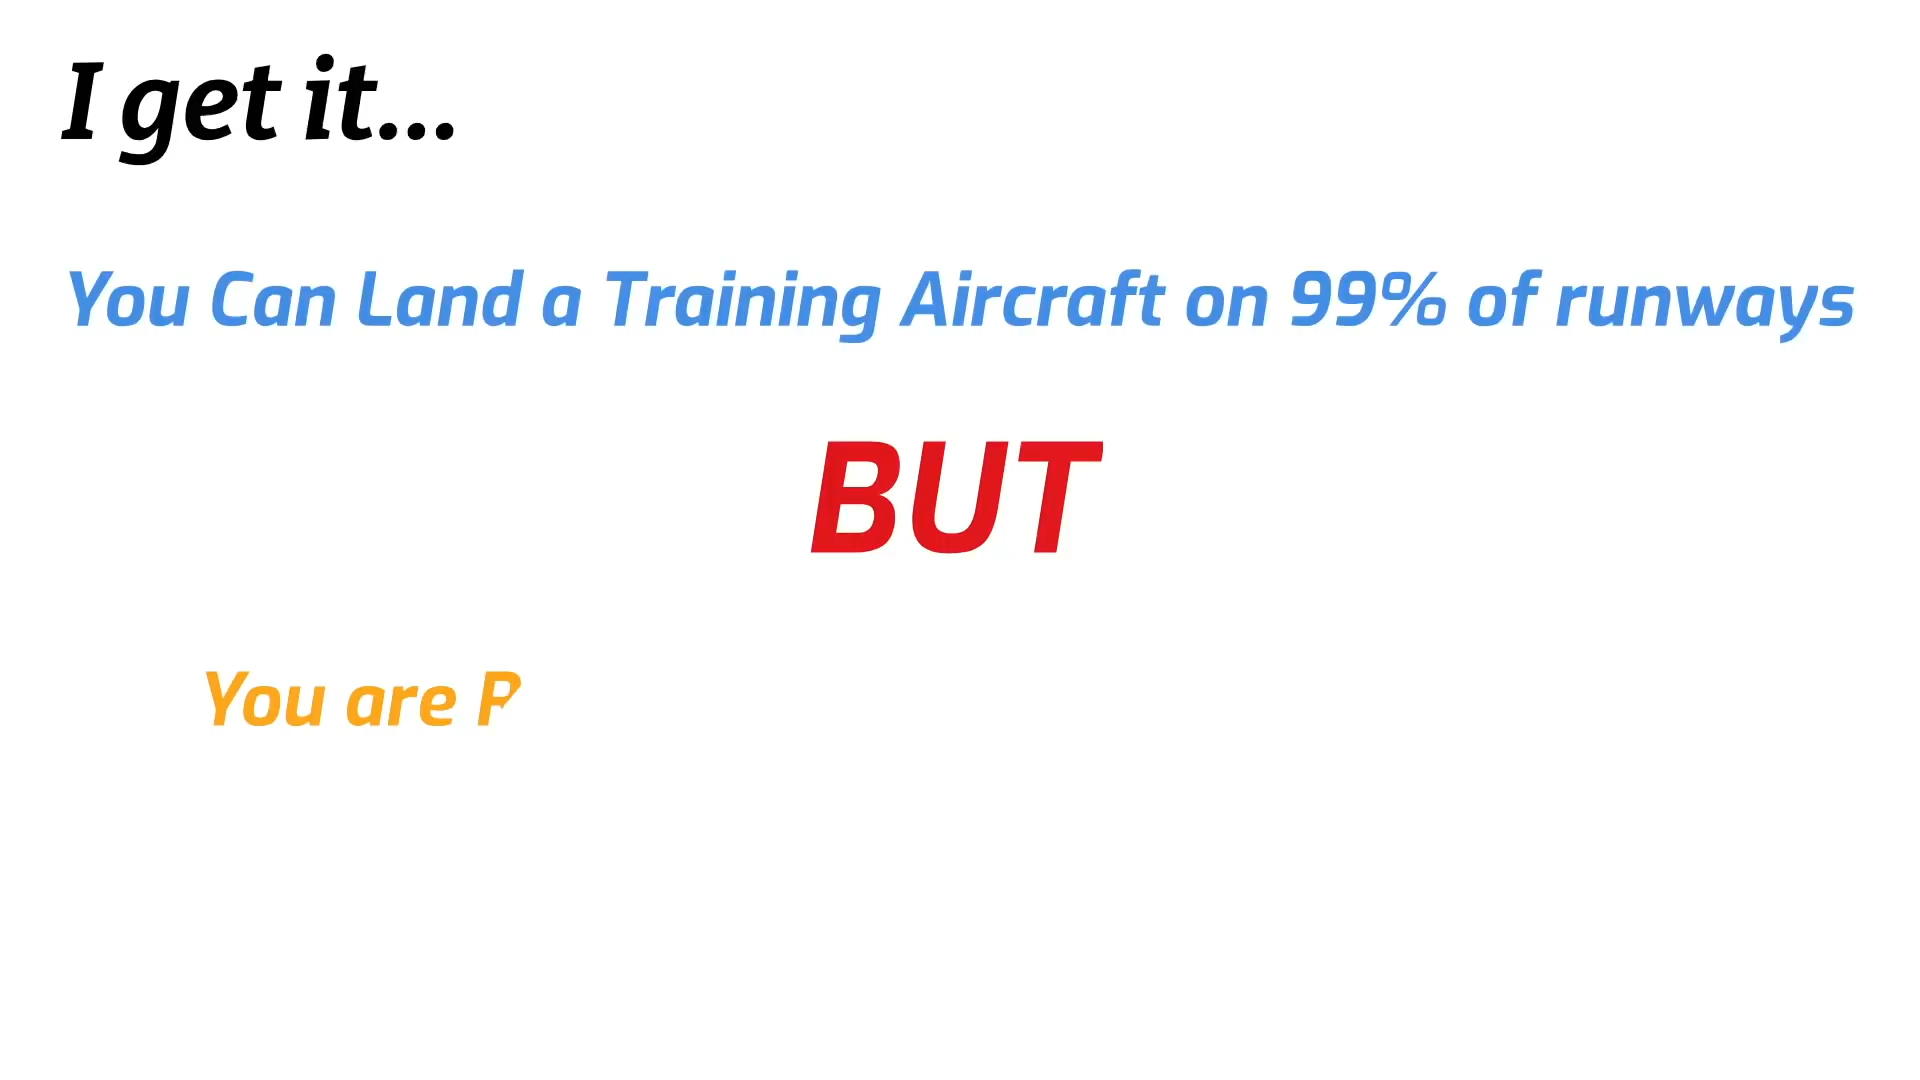 I get it...
You Can Land a Training Aircraft on 99% of runways
BUT
You are